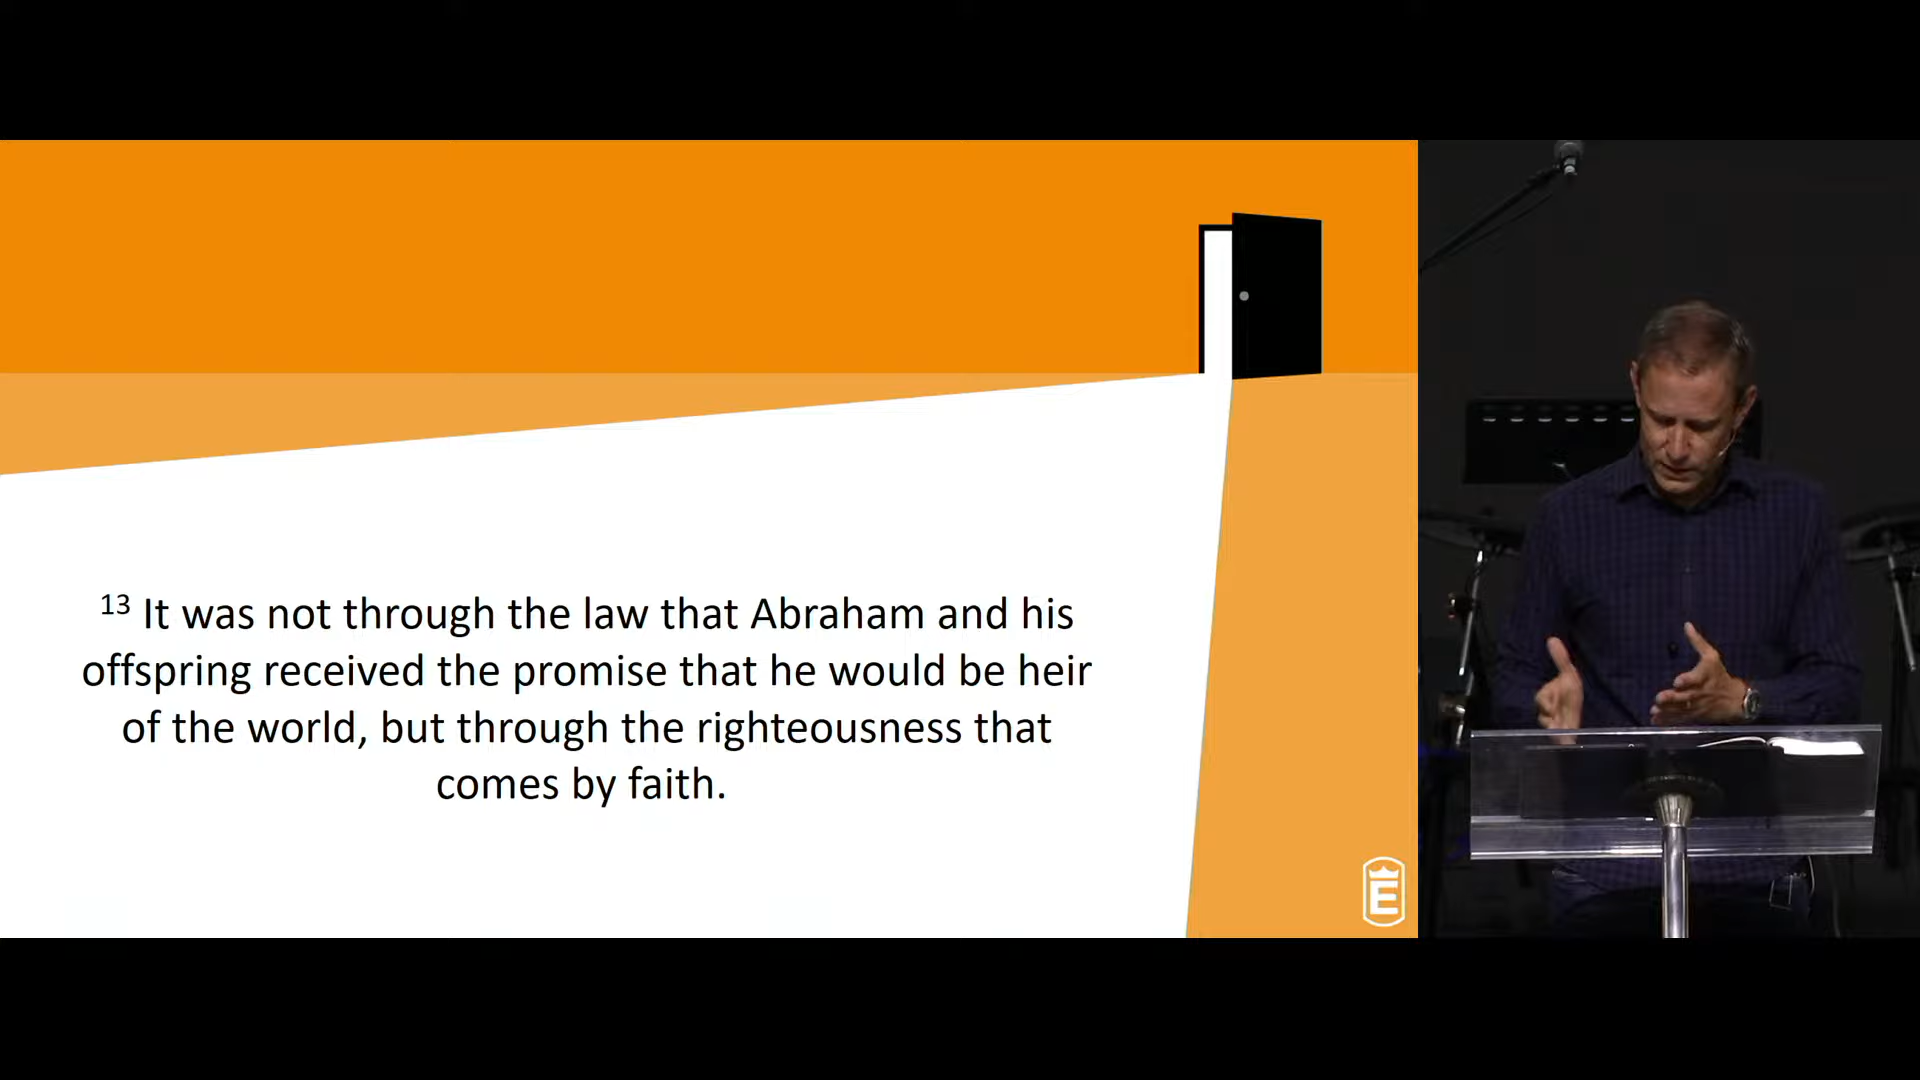 13 It was not through the law that Abraham and his
offspring received the promise that he would be heir
of the world, but through the righteousness that
comes by faith.
E